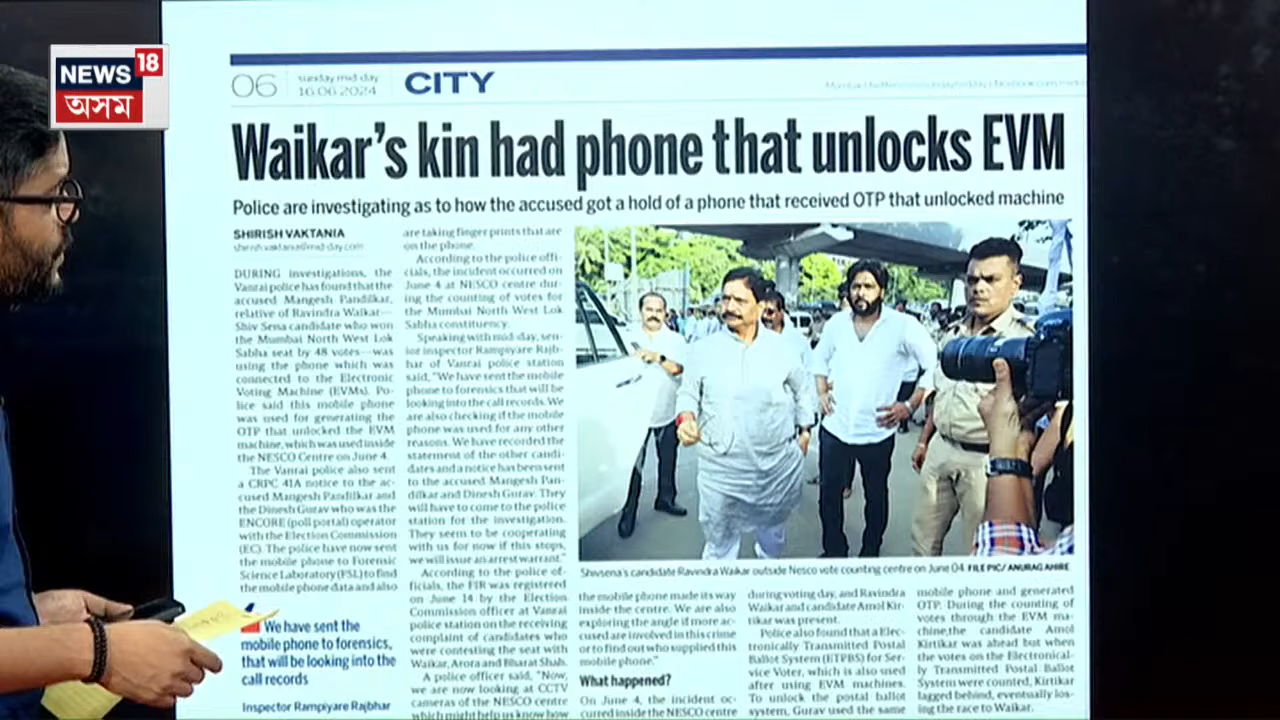 NEWS 18
অসম
06
sunday mid-day
16.06.2024
CITY
Waikar's kin had phone that unlocks EVM
Police are investigating as to how the accused got a hold of a phone that received OTP that unlocked machine
SHIRISH VAKTANIA
shirish.vaktania@mid-day.com
DURING investigations, the
Vanrai police has found that the
accused Mangesh Pandilkar,
relative of Ravindra Waikar—
Shiv Sena candidate who won
the Mumbai North West Lok
Sabha seat by 48 votes—was
using the phone which was
connected to the Electronic
Voting Machine (EVMs). Po-
lice said this mobile phone
was used for generating the
OTP that unlocked the EVM
machine, which was used inside
the NESCO Centre on June 4.
The Vanrai police also sent
a CRPC 41A notice to the ac-
cused Mangesh Pandilkar and
the Dinesh Gurav who was the
ENCORE (poll portal) operator
with the Election Commission
(EC). The police have now sent
the mobile phone to Forensic
Science Laboratory (FSL) to find
the mobile phone data and also
We have sent the
mobile phone to forensics,
that will be looking into the
call records
Inspector Rampiyare Rajbhar
are taking finger prints that are
on the phone.
According to the police offi-
cials, the incident occurred on
June 4 at NESCO centre dur-
ing the counting of votes for
the Mumbai North West Lok
Sabha constituency.
Speaking with mid-day, sen-
ior inspector Rampiyare Rajb-
har of Vanrai police station
said, "We have sent the mobile
phone to forensics that will be
looking into the call records. We
are also checking if the mobile
phone was used for any other
reasons. We have recorded the
statement of the other candi-
dates and a notice has been sent
to the accused Mangesh Pan-
dilkar and Dinesh Gurav. They
will have to come to the police
station for the investigation.
They seem to be cooperating
with us for now if this stops,
we will issue an arrest warrant."
According to the police of-
ficials, the FIR was registered
on June 14 by the Election
Commission officer at Vanrai
police station on the receiving
complaint of candidates who
were contesting the seat with
Waikar, Arora and Bharat Shah.
A police officer said, "Now,
we are now looking at CCTV
cameras of the NESCO centre
which might help us know how
Shivsena's candidate Ravindra Waikar outside Nesco vote counting centre on June 04. FILE PIC/ ANURAG AHIRE
the mobile phone made its way
inside the centre. We are also
exploring the angle if more ac-
cused are involved in this crime
or to find out who supplied this
mobile phone."
What happened?
On June 4, the incident oc-
curred inside the NESCO centre
during voting day, and Ravindra
Waikar and candidate Amol Kir-
tikar was present.
Police also found that a Elec-
tronically Transmitted Postal
Ballot System (ETPBS) for Ser-
vice Voter, which is also used
after using EVM machines.
To unlock the postal ballot
system, Gurav used the same
mobile phone and generated
OTP. During the counting of
votes through the EVM ma-
chine,the candidate Amol
Kirtikar was ahead but when
the votes on the Electronical-
ly Transmitted Postal Ballot
System were counted, Kirtikar
lagged behind, eventually los-
ing the race to Waikar.